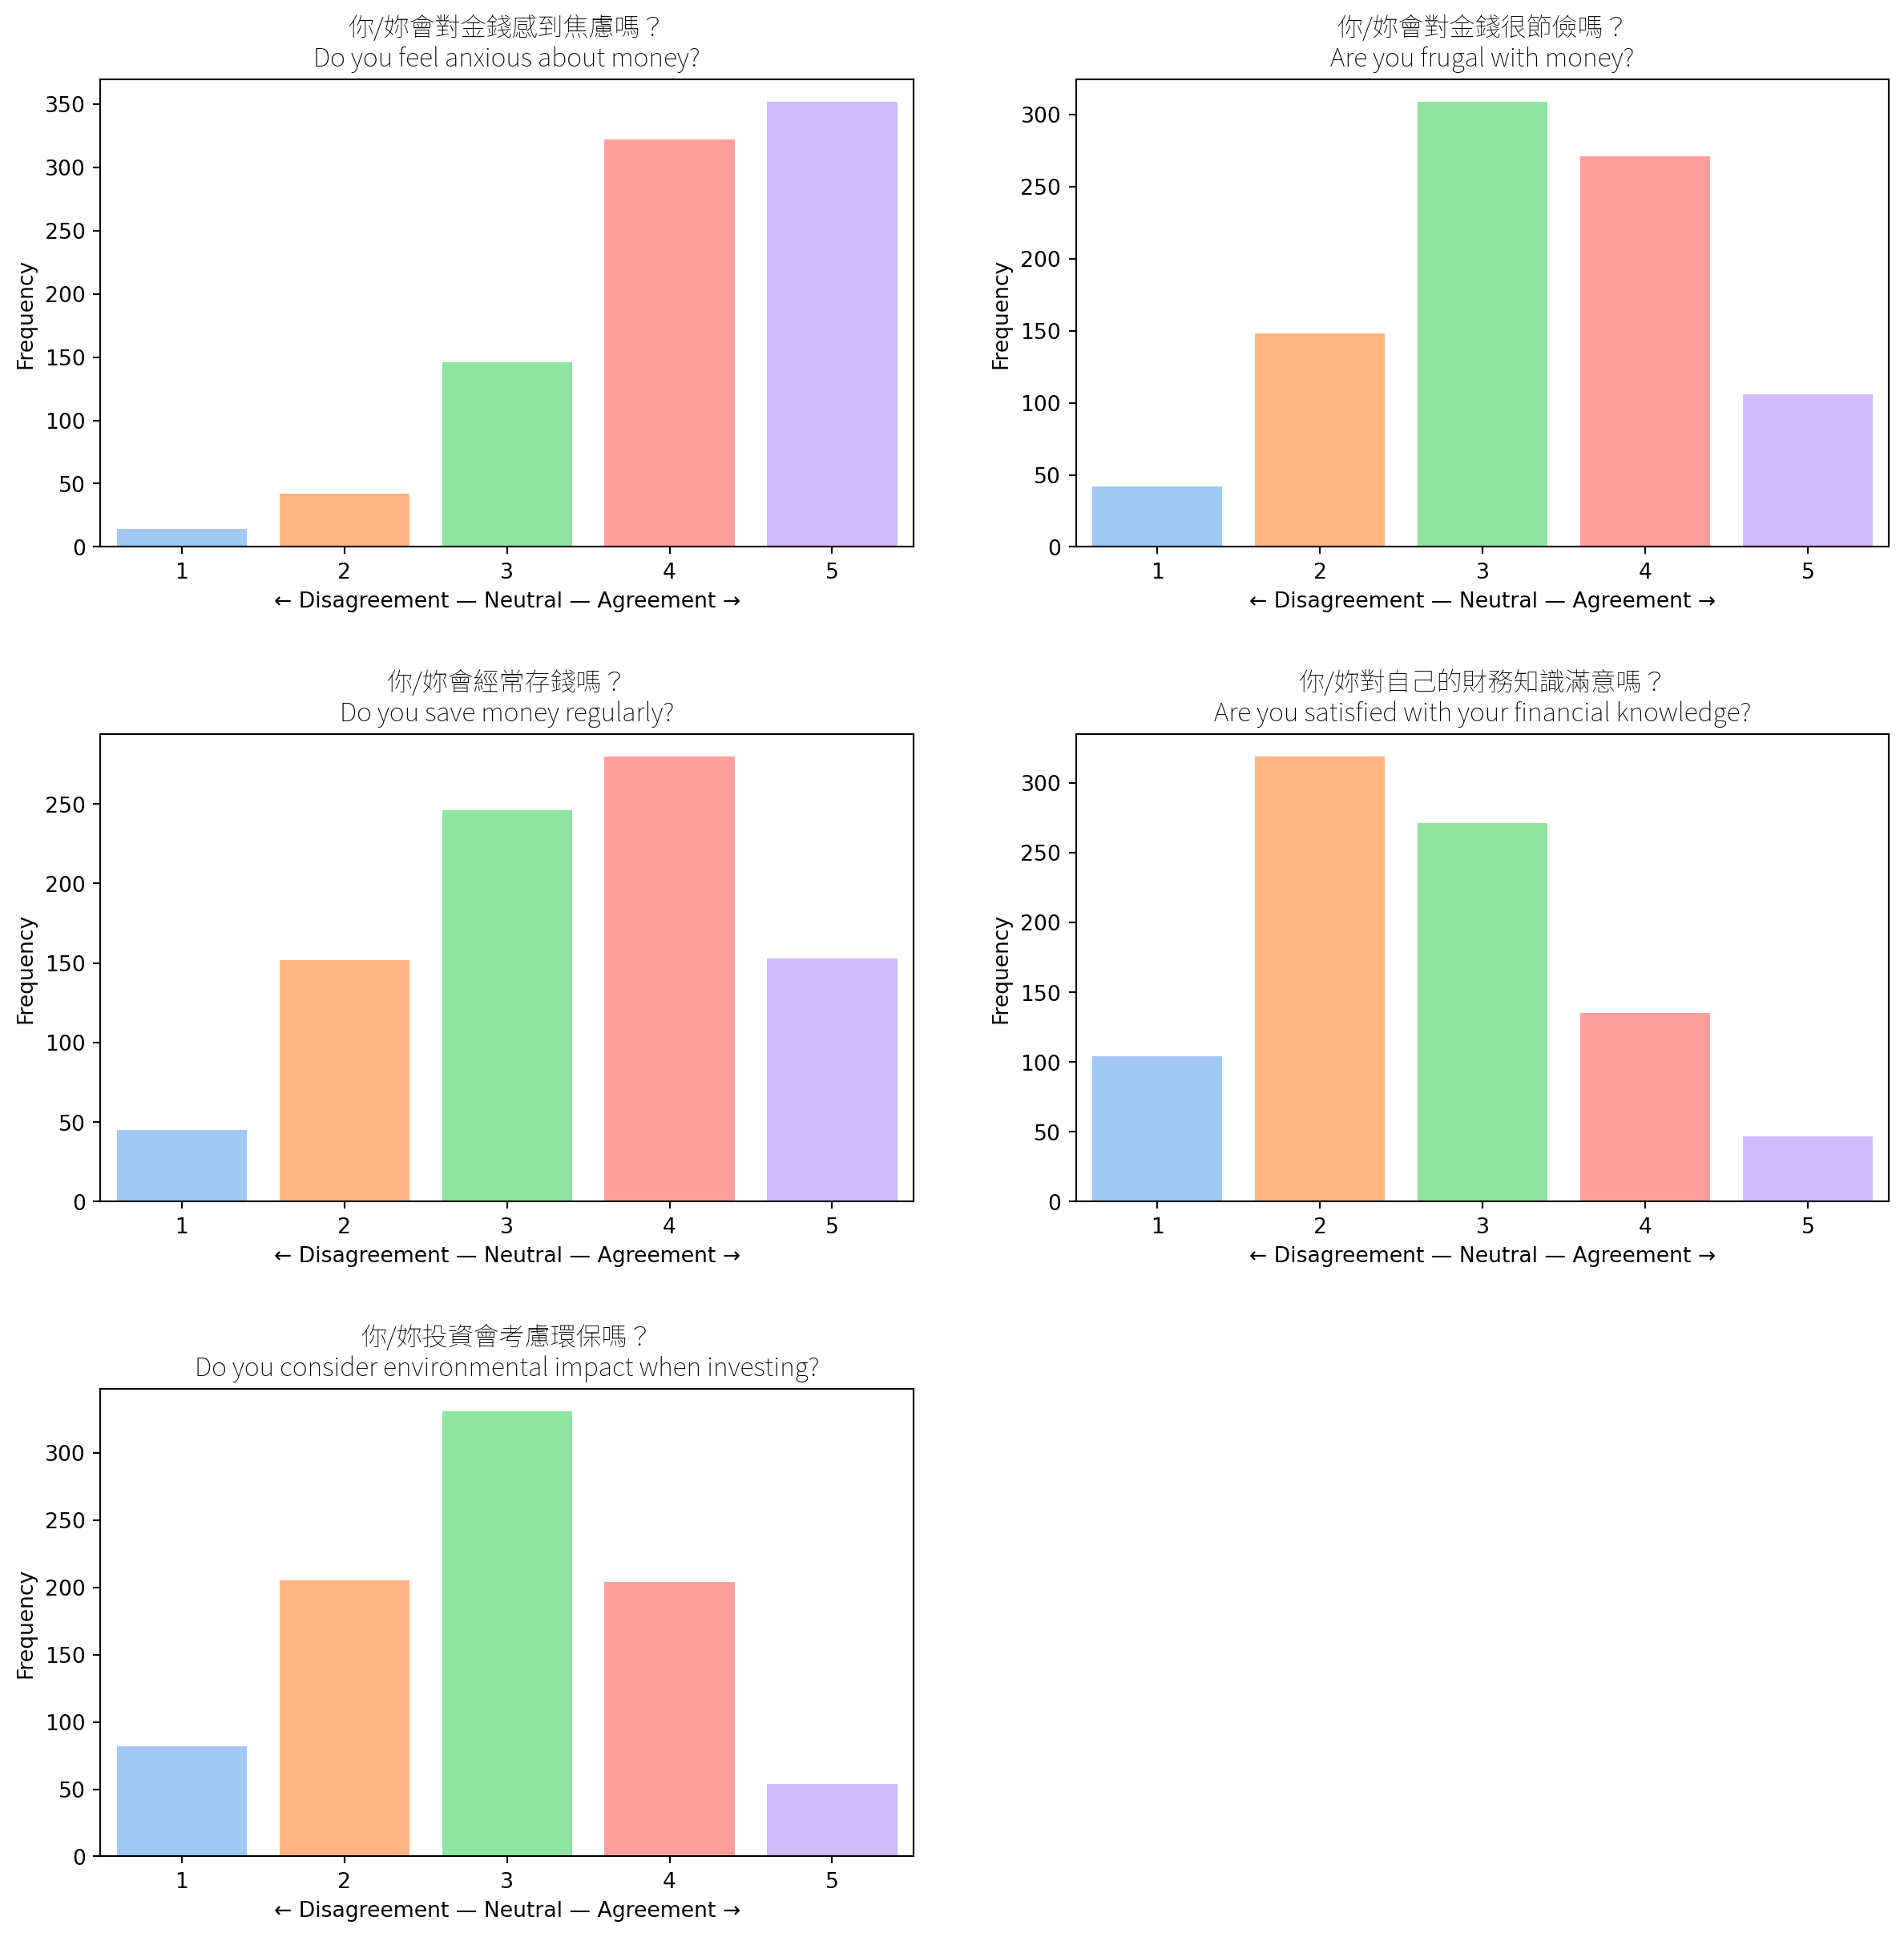 你/妳會對金錢感到焦慮嗎？
Do you feel anxious about money?
350
300
250
200
150
100
50
0
Frequency
1 2 3 4 5
← Disagreement — Neutral — Agreement →
你/妳會對金錢很節儉嗎？
Are you frugal with money?
300
250
200
150
100
50
0
Frequency
1 2 3 4 5
← Disagreement — Neutral — Agreement →
你/妳會經常存錢嗎？
Do you save money regularly?
250
200
150
100
50
0
Frequency
1 2 3 4 5
← Disagreement — Neutral — Agreement →
你/妳對自己的財務知識滿意嗎？
Are you satisfied with your financial knowledge?
300
250
200
150
100
50
0
Frequency
1 2 3 4 5
← Disagreement — Neutral — Agreement →
你/妳投資會考慮環保嗎？
Do you consider environmental impact when investing?
300
250
200
150
100
50
0
Frequency
1 2 3 4 5
← Disagreement — Neutral — Agreement →